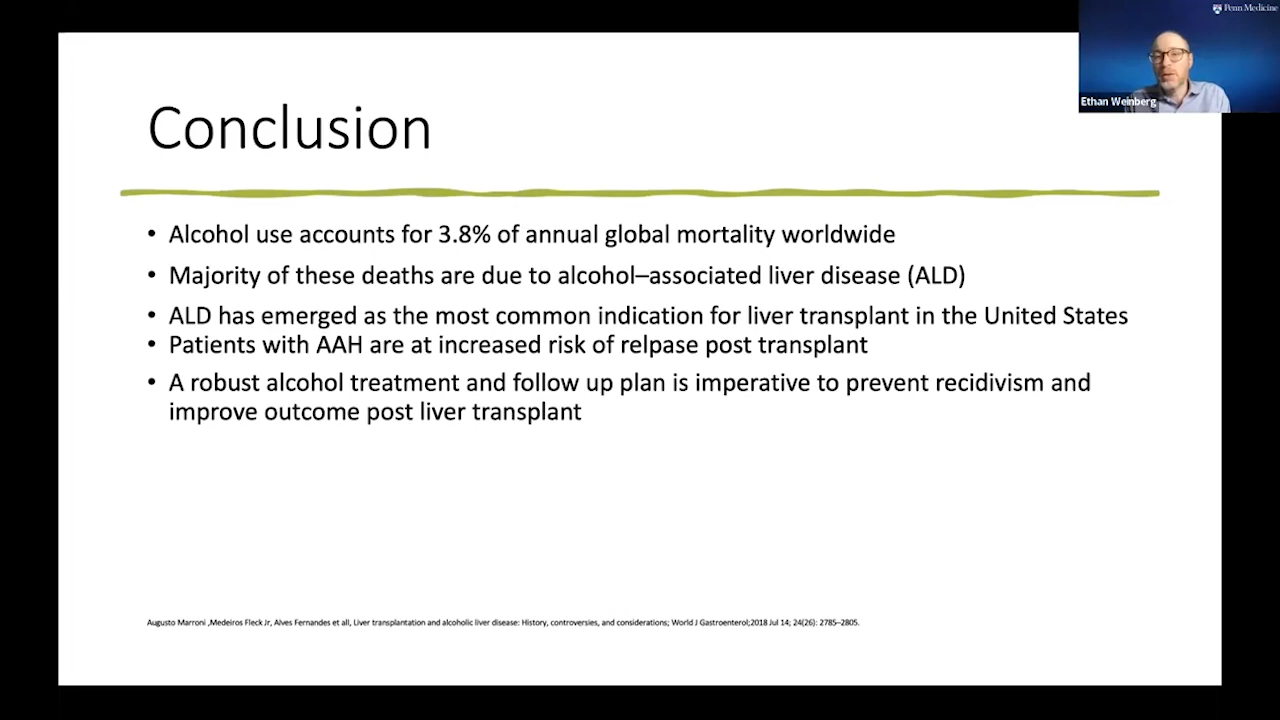 Penn Medicine
Ethan Weinberg
Conclusion
• Alcohol use accounts for 3.8% of annual global mortality worldwide
• Majority of these deaths are due to alcohol–associated liver disease (ALD)
• ALD has emerged as the most common indication for liver transplant in the United States
• Patients with AAH are at increased risk of relpase post transplant
• A robust alcohol treatment and follow up plan is imperative to prevent recidivism and
improve outcome post liver transplant
Augusto Marroni ,Medeiros Fleck Jr, Alves Fernandes et all, Liver transplantation and alcoholic liver disease: History, controversies, and considerations; World J Gastroenterol;2018 Jul 14; 24(26): 2785–2805.